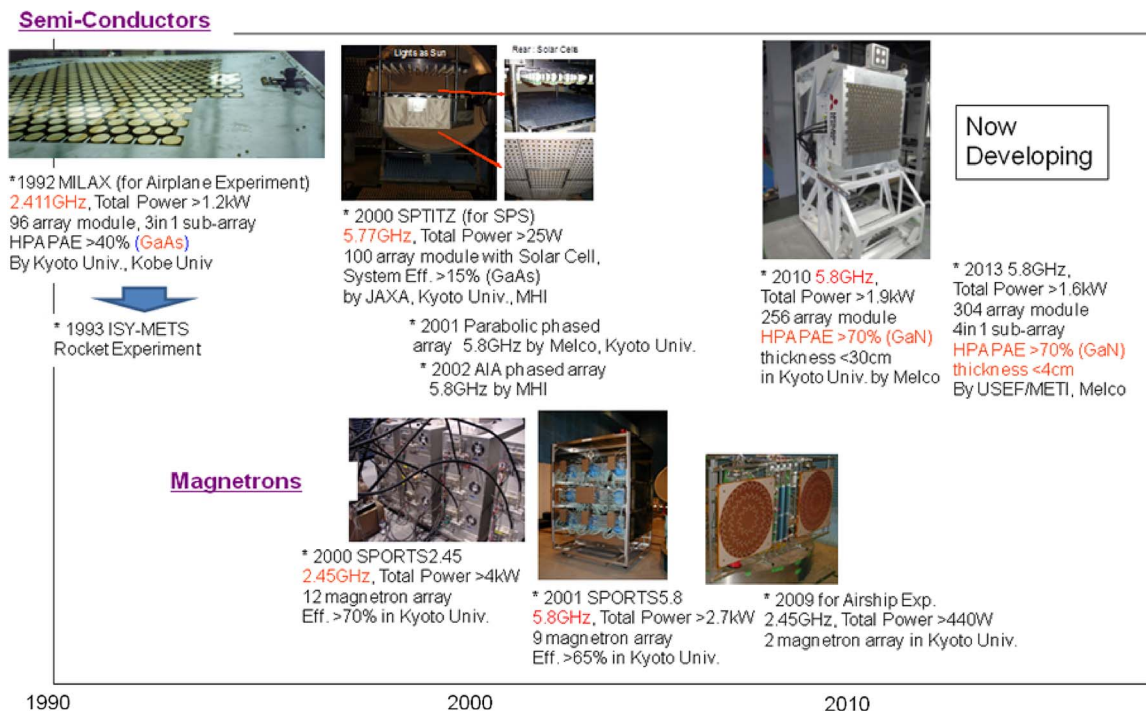 Semi-Conductors
Lights as Sun
Rear : Solar Cells
*1992 MILAX (for Airplane Experiment)
2.411GHz, Total Power >1.2kW
96 array module, 3in1 sub-array
HPA PAE >40% (GaAs)
By Kyoto Univ., Kobe Univ
* 1993 ISY-METS
Rocket Experiment
* 2000 SPTITZ (for SPS)
5.77GHz, Total Power >25W
100 array module with Solar Cell,
System Eff. >15% (GaAs)
by JAXA, Kyoto Univ., MHI
* 2001 Parabolic phased
array 5.8GHz by Melco, Kyoto Univ.
* 2002 AIA phased array
5.8GHz by MHI
* 2010 5.8GHz,
Total Power >1.9kW
256 array module
HPA PAE >70% (GaN)
thickness <30cm
in Kyoto Univ. by Melco
Now
Developing
* 2013 5.8GHz,
Total Power >1.6kW
304 array module
4in1 sub-array
HPA PAE >70% (GaN)
thickness <4cm
By USEF/METI, Melco
Magnetrons
* 2000 SPORTS2.45
2.45GHz, Total Power >4kW
12 magnetron array
Eff. >70% in Kyoto Univ.
* 2001 SPORTS5.8
5.8GHz, Total Power >2.7kW
9 magnetron array
Eff. >65% in Kyoto Univ.
* 2009 for Airship Exp.
2.45GHz, Total Power >440W
2 magnetron array in Kyoto Univ.
1990
2000
2010